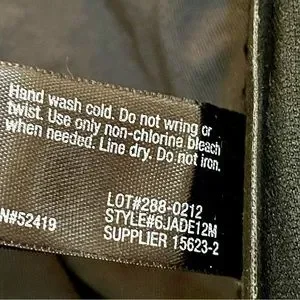 Hand wash cold. Do not wring or
twist. Use only non-chlorine bleach
when needed. Line dry. Do not iron.
LOT#288-0212
N#52419 STYLE#6JADE12M
SUPPLIER 15623-2